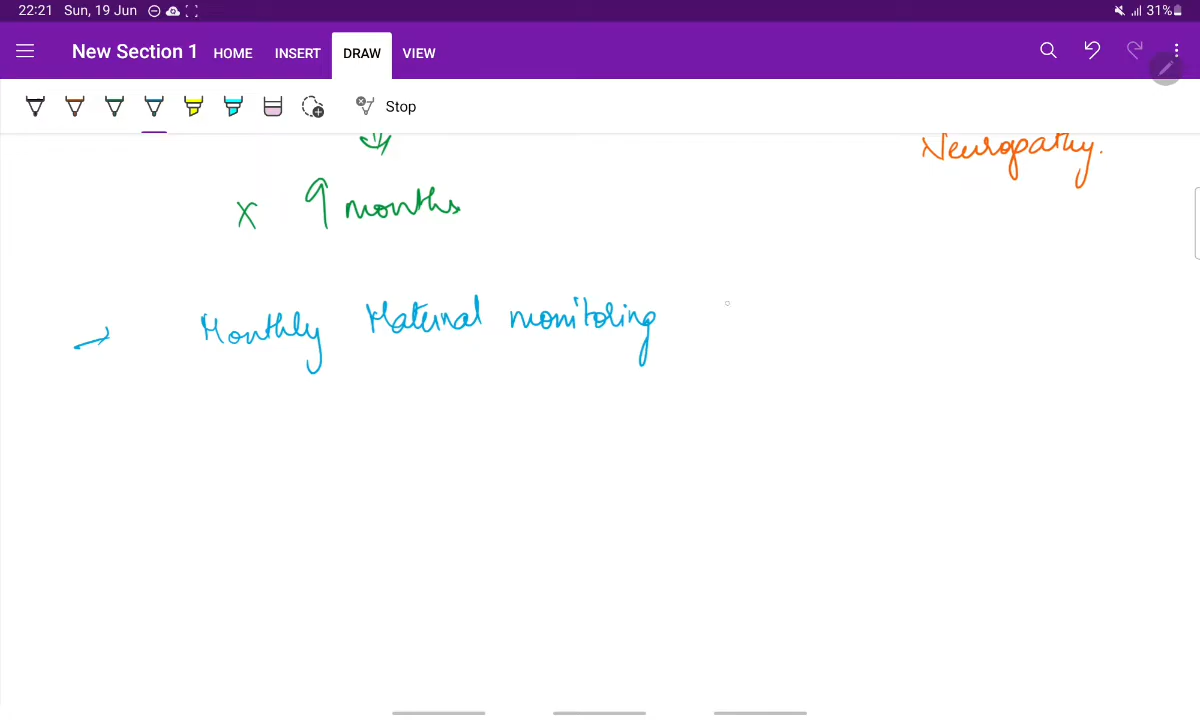 22:21 Sun, 19 Jun 31%
New Section 1 HOME INSERT DRAW VIEW
Stop
Neuropathy.
x 9 months
→ Monthly Maternal monitoring